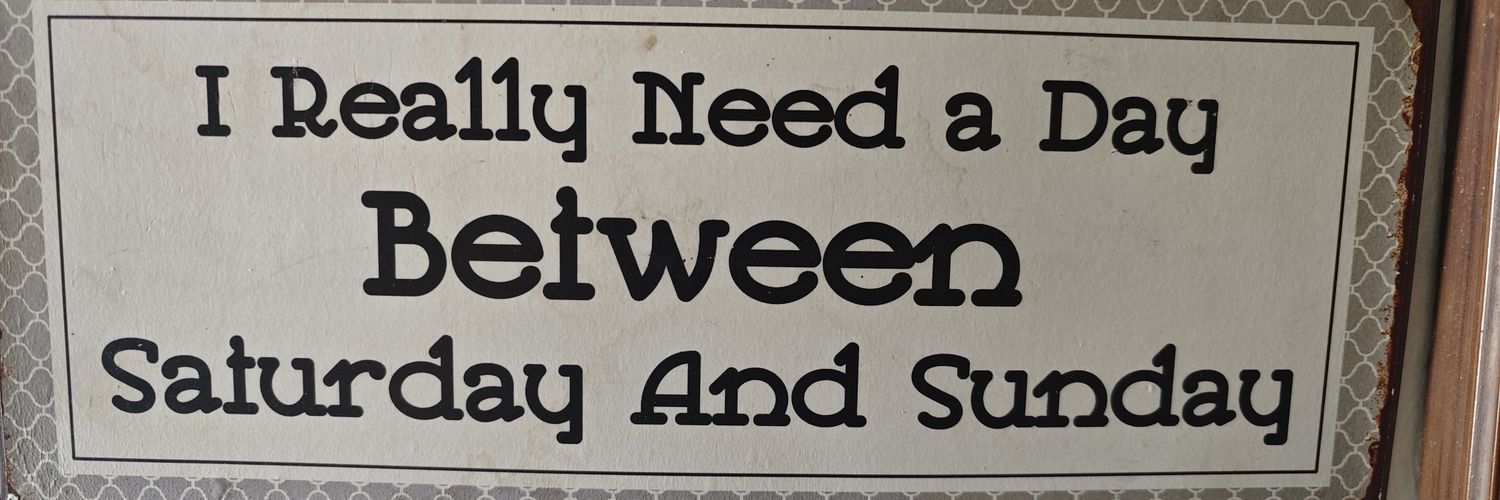 I Really Need a Day
Between
Saturday And Sunday